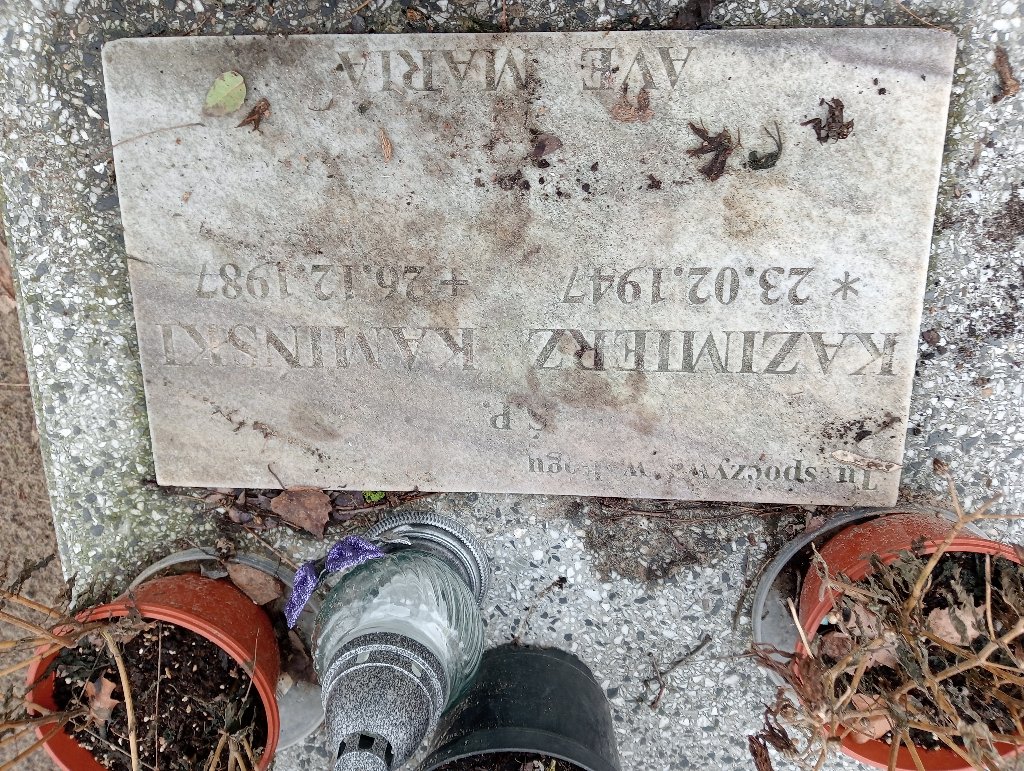 Tu spoczywa w Bogu
Ś.P.
KAZIMIERZ KAMIŃSKI
* 23.02.1947 + 26.12.1987
AVE MARIA